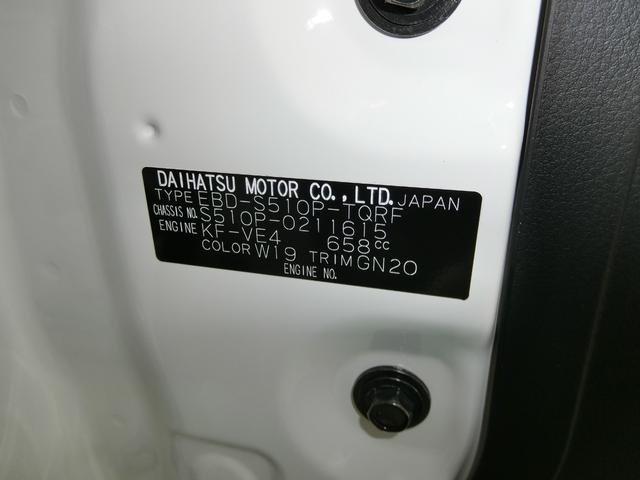 DAIHATSU MOTOR CO.,LTD. JAPAN
TYPE EBD-S510P-TQRF
CHASSIS NO. S510P-0211615
ENGINE KF-VE4 658cc
COLOR W19 TRIM GN20
ENGINE NO.